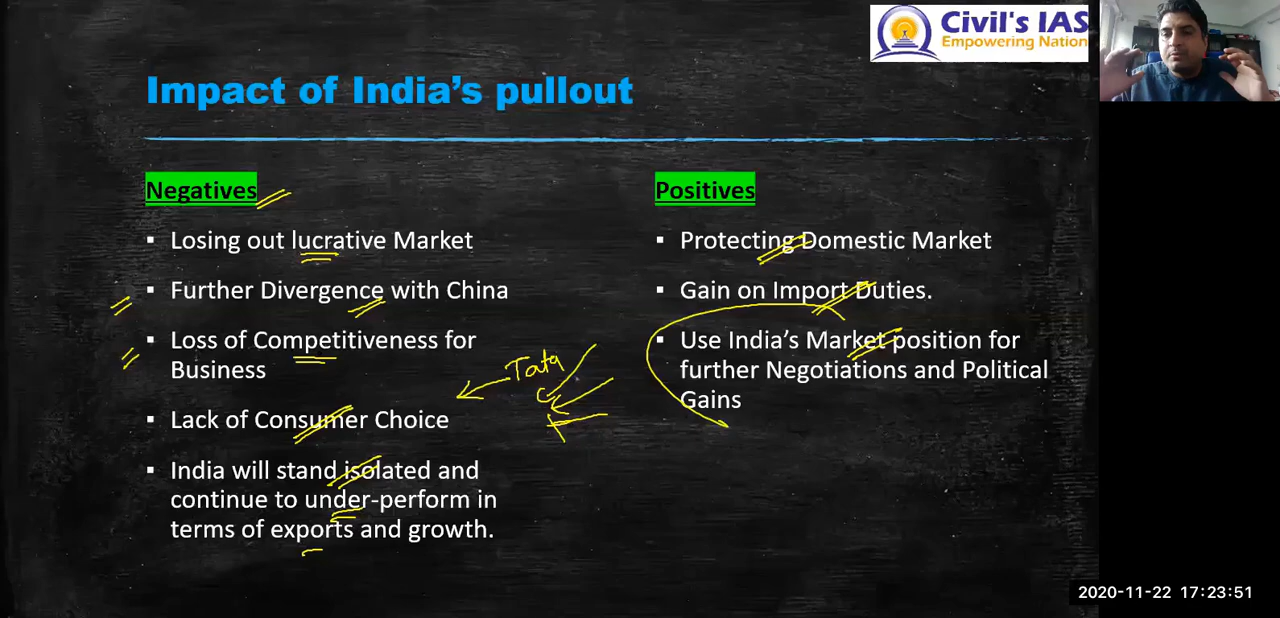 Civil's IAS
Empowering Nation
Impact of India's pullout
Negatives
▪ Losing out lucrative Market
▪ Further Divergence with China
▪ Loss of Competitiveness for
Business
Tata
▪ Lack of Consumer Choice
▪ India will stand isolated and
continue to under-perform in
terms of exports and growth.
Positives
▪ Protecting Domestic Market
▪ Gain on Import Duties.
▪ Use India's Market position for
further Negotiations and Political
Gains
2020-11-22 17:23:51